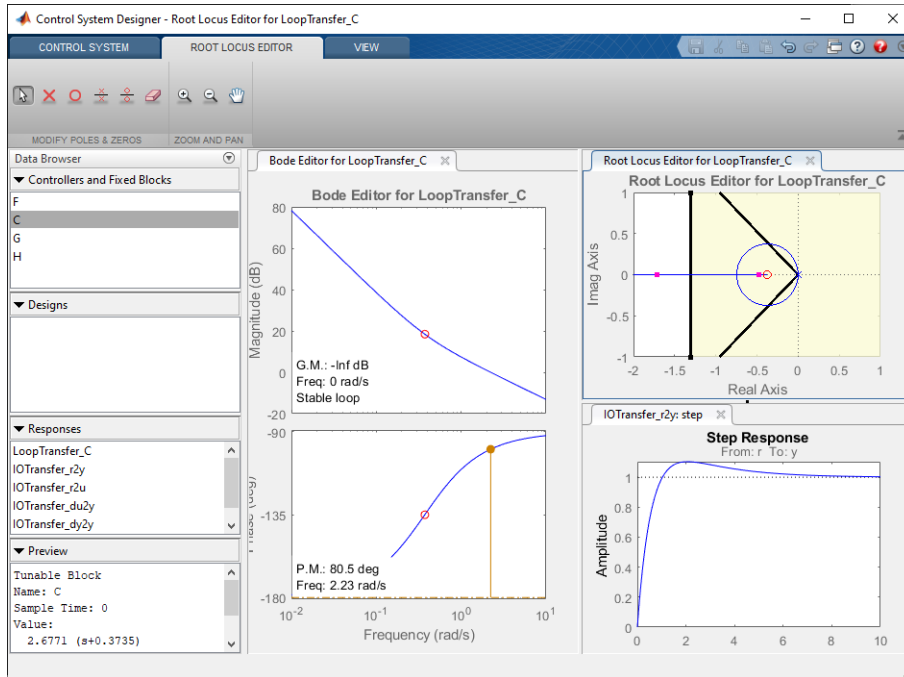 Control System Designer - Root Locus Editor for LoopTransfer_C
CONTROL SYSTEM
ROOT LOCUS EDITOR
VIEW
MODIFY POLES & ZEROS
ZOOM AND PAN
Data Browser
Controllers and Fixed Blocks
F
C
G
H
Designs
Responses
LoopTransfer_C
IOTransfer_r2y
IOTransfer_r2u
IOTransfer_du2y
IOTransfer_dy2y
Preview
Tunable Block
Name: C
Sample Time: 0
Value:
2.6771 (s+0.3735)
Bode Editor for LoopTransfer_C
Bode Editor for LoopTransfer_C
Magnitude (dB)
80
60
40
20
0
-20
G.M.: -Inf dB
Freq: 0 rad/s
Stable loop
-90
-135
-180
P.M.: 80.5 deg
Freq: 2.23 rad/s
10^-2
10^-1
10^0
10^1
Frequency (rad/s)
Root Locus Editor for LoopTransfer_C
Root Locus Editor for LoopTransfer_C
Imag Axis
1
0.5
0
-0.5
-1
-2
-1.5
-1
-0.5
0
0.5
1
Real Axis
IOTransfer_r2y: step
Step Response
From: r To: y
Amplitude
1
0.8
0.6
0.4
0.2
0
0
2
4
6
8
10